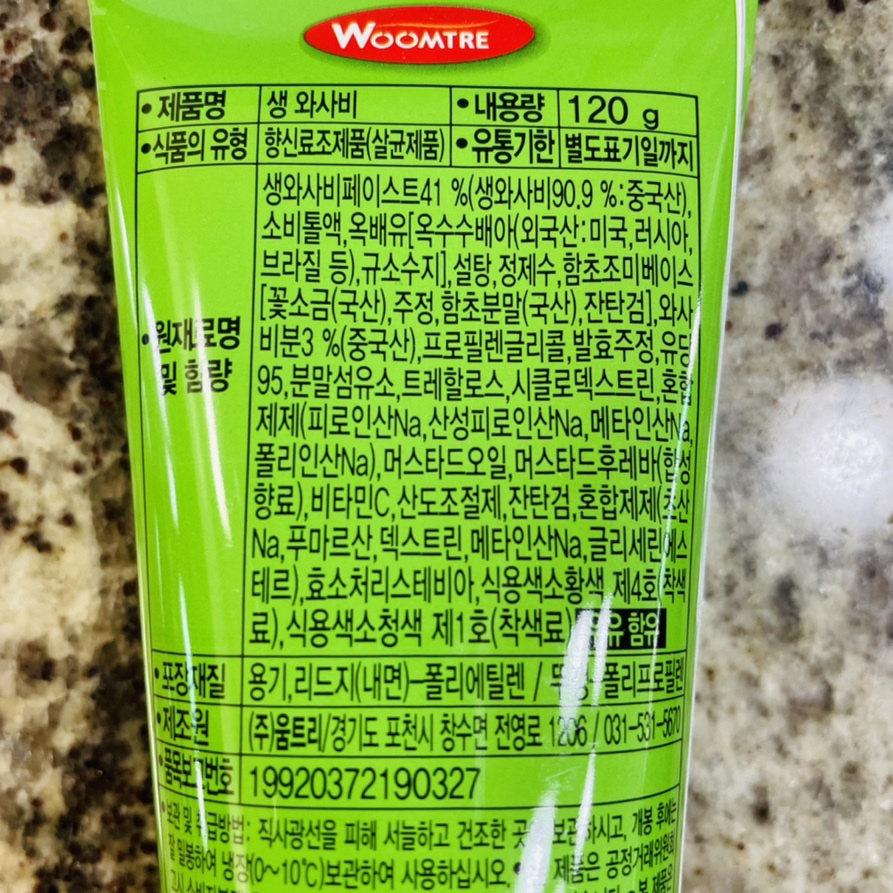 WOOMTRE
•제품명 생 와사비 •내용량 120 g
•식품의 유형 향신료조제품(살균제품) •유통기한 별도표기일까지
•원재료명 및 함량
생와사비페이스트41 %(생와사비90.9 %:중국산),
소비톨액,옥배유[옥수수배아(외국산:미국,러시아,
브라질 등),규소수지],설탕,정제수,함초조미베이스
[꽃소금(국산),주정,함초분말(국산),잔탄검],와사
비분3 %(중국산),프로필렌글리콜,발효주정,유당
95,분말섬유소,트레할로스,시클로덱스트린,혼합
제제(피로인산Na,산성피로인산Na,메타인산Na,
폴리인산Na),머스타드오일,머스타드후레바(합성
향료),비타민C,산도조절제,잔탄검,혼합제제(초산
Na,푸마르산,덱스트린,메타인산Na,글리세린에스
테르),효소처리스테비아,식용색소황색 제4호(착색
료),식용색소청색 제1호(착색료) 우유 함유
•포장재질 용기,리드지(내면)-폴리에틸렌 / 뚜껑-폴리프로필렌
•제조원 (주)움트리/경기도 포천시 창수면 전영로 1206 / 031-531-5670
•품목보고번호 19920372190327
•보관 및 취급방법: 직사광선을 피해 서늘하고 건조한 곳에 보관하시고, 개봉 후에는
꼭 밀봉하여 냉장(0~10℃)보관하여 사용하십시오. 제품은 공정거래위원회